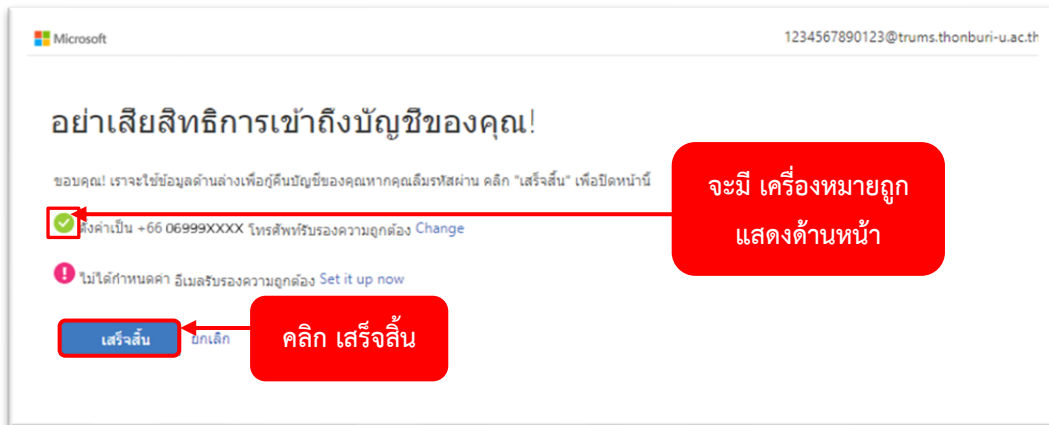 Microsoft
1234567890123@trums.thonburi-u.ac.th
อย่าเสียสิทธิการเข้าถึงบัญชีของคุณ!
ขอบคุณ! เราจะใช้ข้อมูลด้านล่างเพื่อกู้คืนบัญชีของคุณหากคุณลืมรหัสผ่าน คลิก "เสร็จสิ้น" เพื่อปิดหน้านี้
จะมี เครื่องหมายถูก
แสดงด้านหน้า
ตั้งค่าเป็น +66 06999XXXX โทรศัพท์รับรองความถูกต้อง Change
ไม่ได้กำหนดค่า อีเมลรับรองความถูกต้อง Set it up now
เสร็จสิ้น ยกเลิก
คลิก เสร็จสิ้น